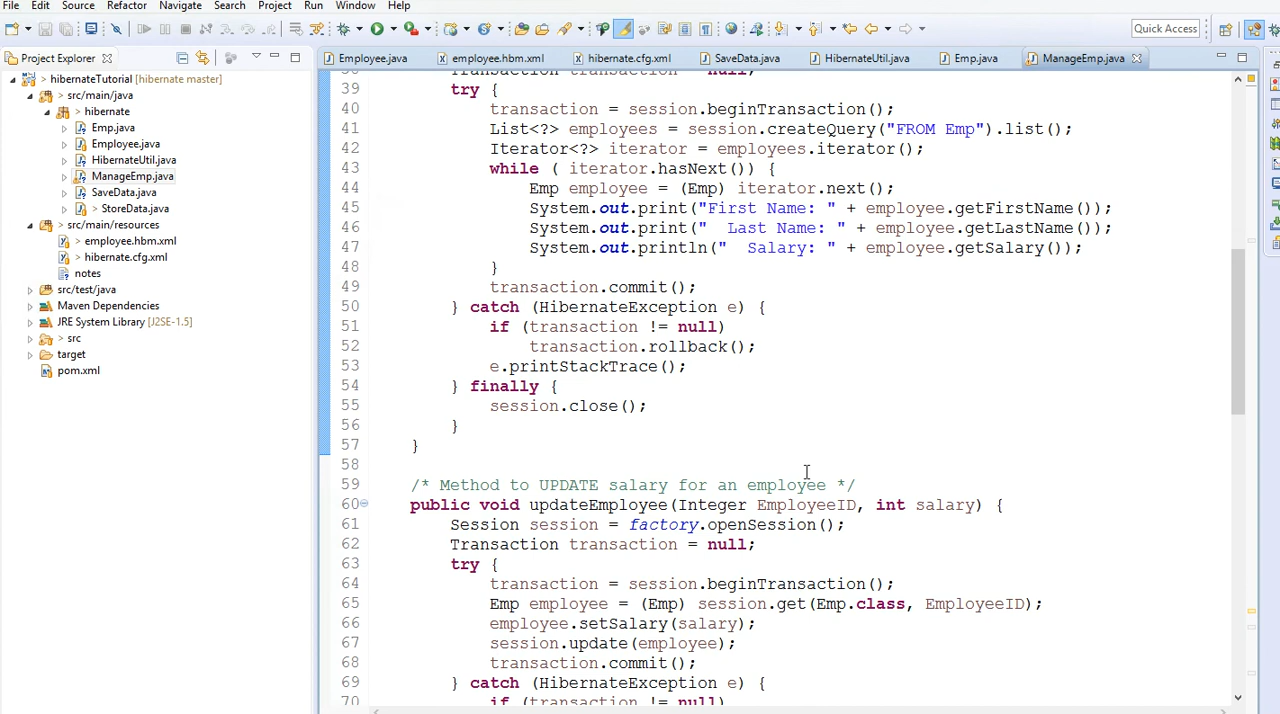 File Edit Source Refactor Navigate Search Project Run Window Help
Quick Access
Project Explorer
hibernateTutorial [hibernate master]
src/main/java
hibernate
Emp.java
Employee.java
HibernateUtil.java
ManageEmp.java
SaveData.java
> StoreData.java
src/main/resources
employee.hbm.xml
hibernate.cfg.xml
notes
src/test/java
Maven Dependencies
JRE System Library [J2SE-1.5]
> src
target
pom.xml
Employee.java employee.hbm.xml hibernate.cfg.xml SaveData.java HibernateUtil.java Emp.java ManageEmp.java
38 Transaction transaction = null;
39 try {
40 transaction = session.beginTransaction();
41 List<?> employees = session.createQuery("FROM Emp").list();
42 Iterator<?> iterator = employees.iterator();
43 while ( iterator.hasNext()) {
44 Emp employee = (Emp) iterator.next();
45 System.out.print("First Name: " + employee.getFirstName());
46 System.out.print("  Last Name: " + employee.getLastName());
47 System.out.println("  Salary: " + employee.getSalary());
48 }
49 transaction.commit();
50 } catch (HibernateException e) {
51 if (transaction != null)
52 transaction.rollback();
53 e.printStackTrace();
54 } finally {
55 session.close();
56 }
57 }
58
59 /* Method to UPDATE salary for an employee */
60 public void updateEmployee(Integer EmployeeID, int salary) {
61 Session session = factory.openSession();
62 Transaction transaction = null;
63 try {
64 transaction = session.beginTransaction();
65 Emp employee = (Emp) session.get(Emp.class, EmployeeID);
66 employee.setSalary(salary);
67 session.update(employee);
68 transaction.commit();
69 } catch (HibernateException e) {
70 if (transaction != null)